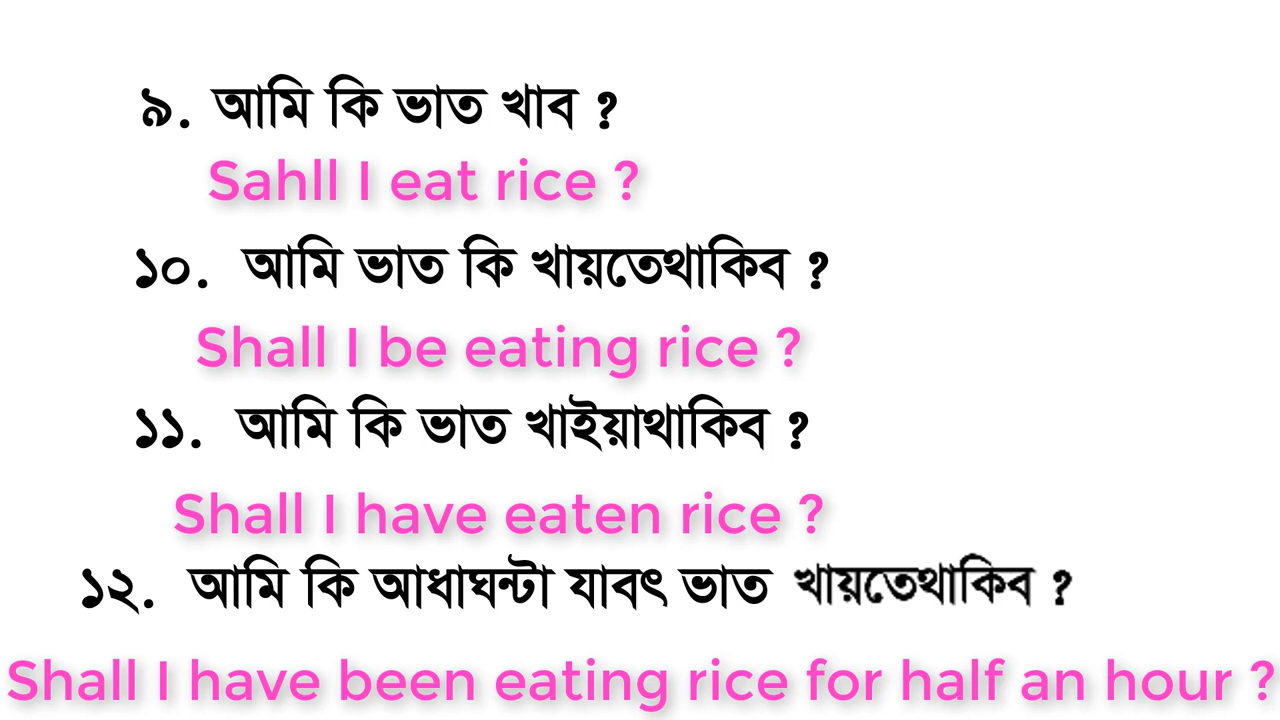 ৯. আমি কি ভাত খাব ?
Sahll I eat rice ?
১০. আমি ভাত কি খায়তেথাকিব ?
Shall I be eating rice ?
১১. আমি কি ভাত খাইয়াথাকিব ?
Shall I have eaten rice ?
১২. আমি কি আধাঘন্টা যাবৎ ভাত খায়তেথাকিব ?
Shall I have been eating rice for half an hour ?